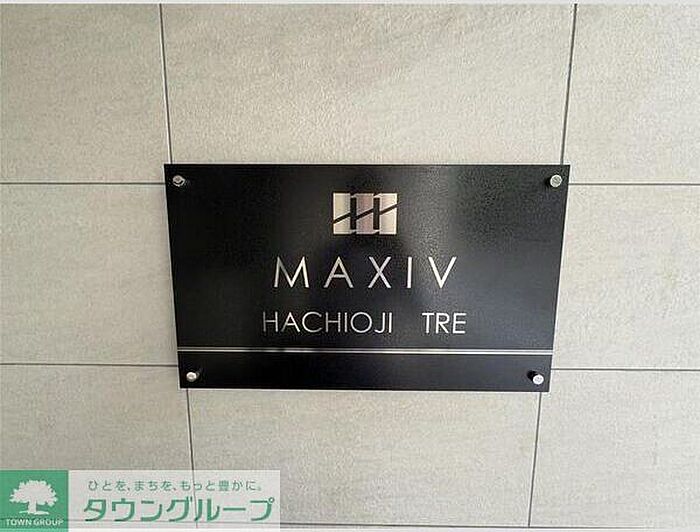 MAXIV
HACHIOJI TRE
ひとを、まちを、もっと豊かに。
タウングループ
TOWN GROUP